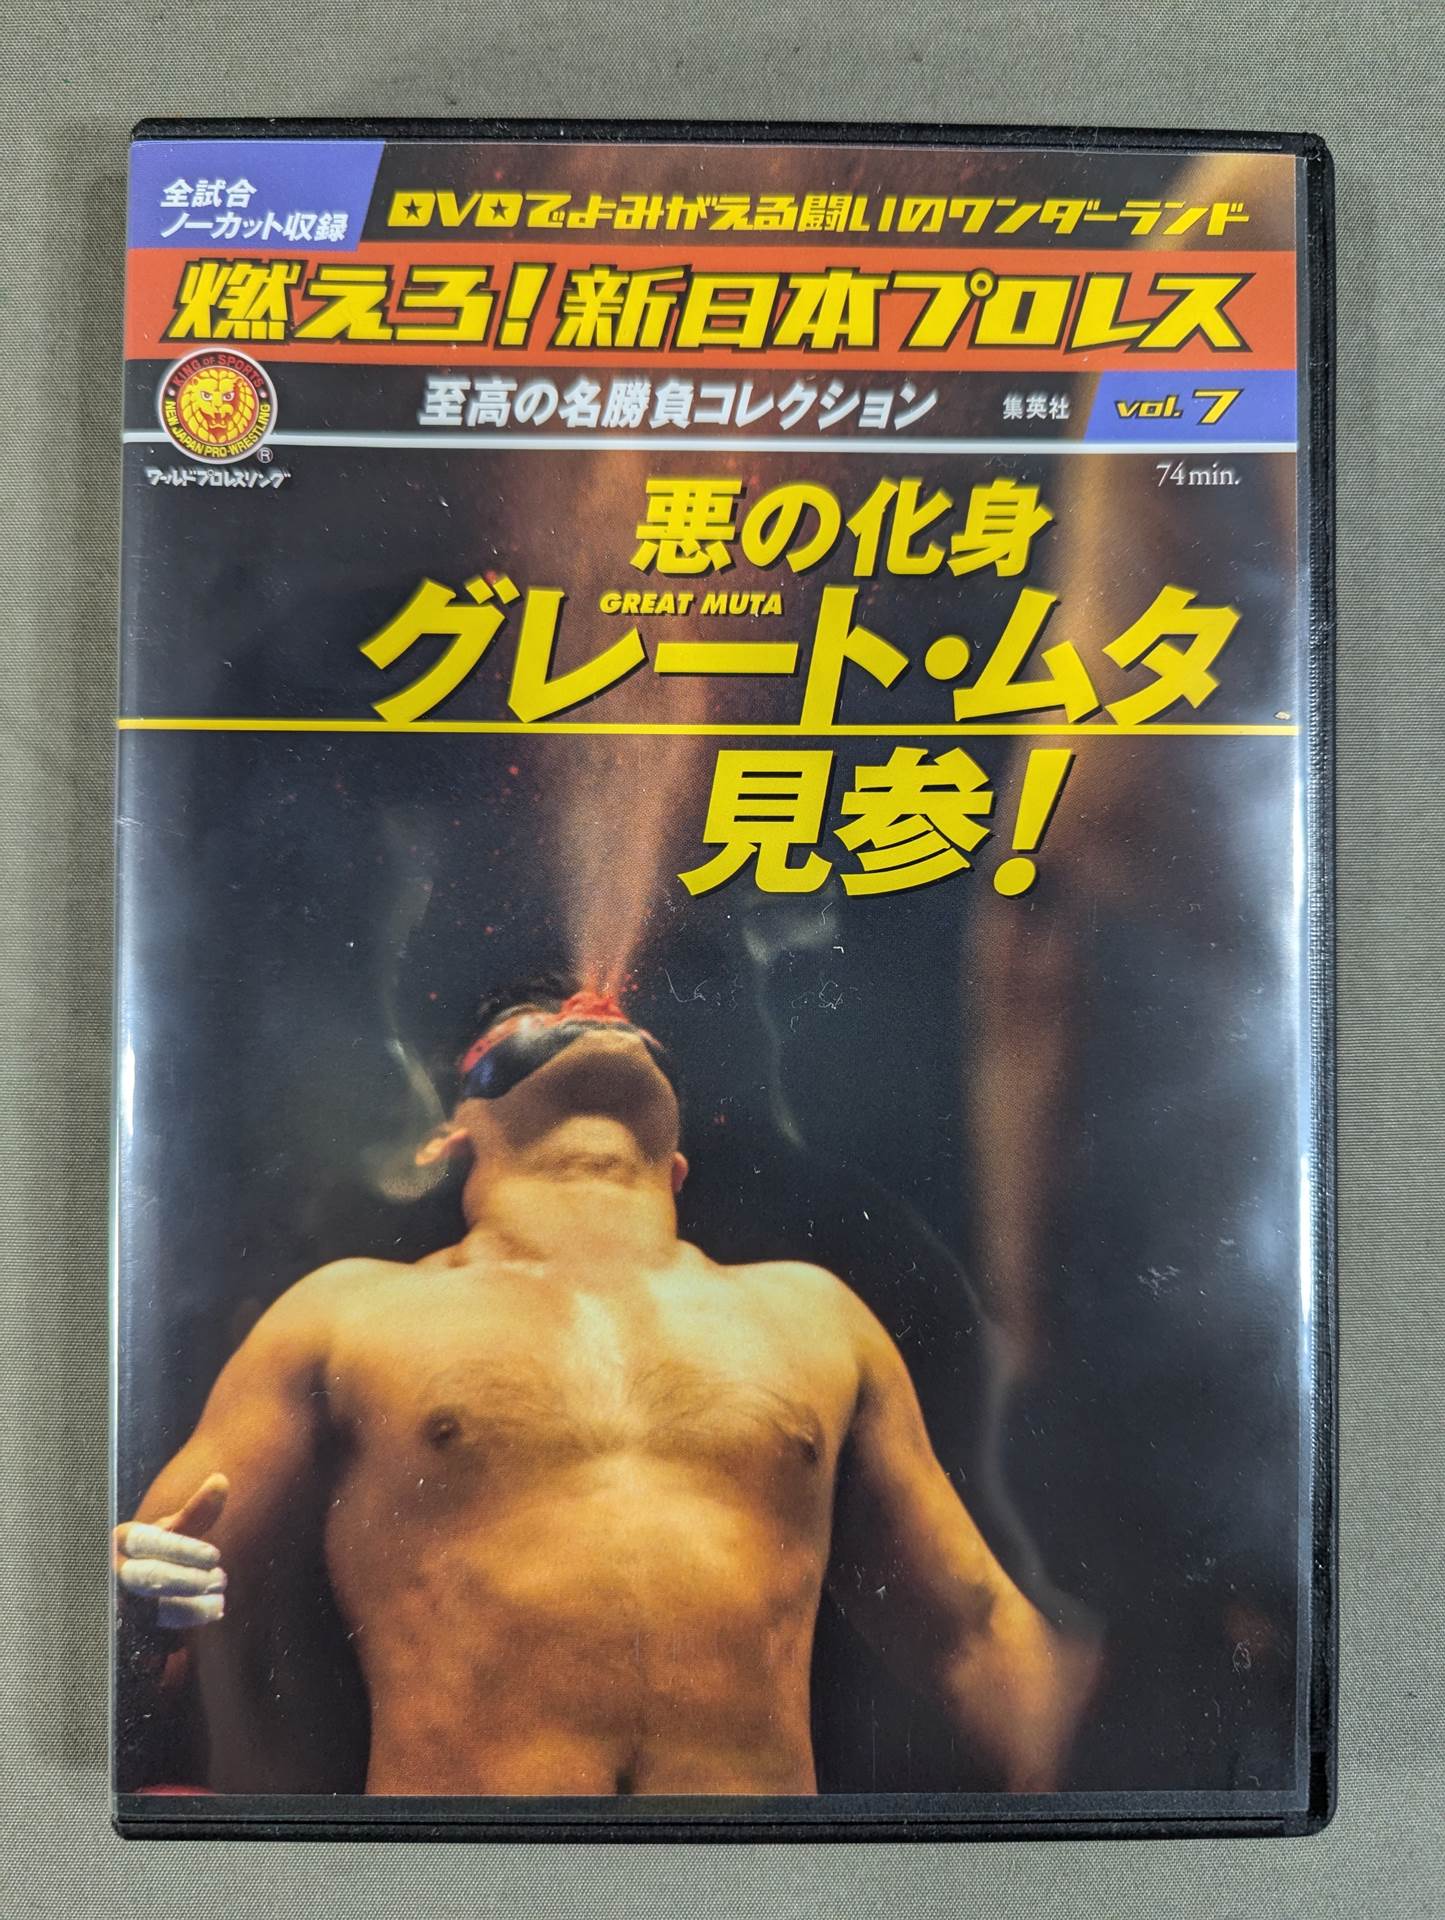 全試合
ノーカット収録
DVDでよみがえる闘いのワンダーランド
燃えろ!新日本プロレス
KING OF SPORTS
NEW JAPAN PRO-WRESTLING
®
ワールドプロレスリング
至高の名勝負コレクション
集英社
vol. 7
74min.
悪の化身
GREAT MUTA
グレート・ムタ
見参!